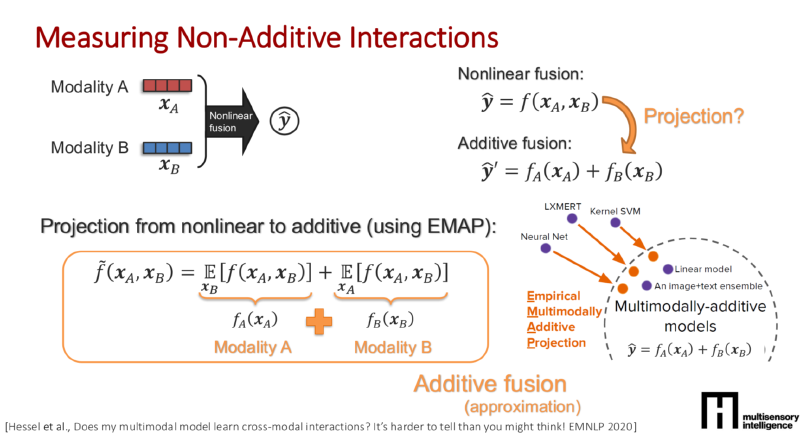 Measuring Non-Additive Interactions
Modality A
𝒙_A
Modality B
𝒙_B
Nonlinear
fusion
ŷ
Nonlinear fusion:
ŷ = f(𝒙_A, 𝒙_B)
Projection?
Additive fusion:
ŷ′ = f_A(𝒙_A) + f_B(𝒙_B)
Projection from nonlinear to additive (using EMAP):
f̃(𝒙_A, 𝒙_B) = 𝔼_{𝒙_B}[f(𝒙_A, 𝒙_B)] + 𝔼_{𝒙_A}[f(𝒙_A, 𝒙_B)]
f_A(𝒙_A) + f_B(𝒙_B)
Modality A Modality B
LXMERT
Kernel SVM
Neural Net
Linear model
An image+text ensemble
Empirical
Multimodally
Additive
Projection
Multimodally-additive
models
ŷ = f_A(𝒙_A) + f_B(𝒙_B)
Additive fusion
(approximation)
[Hessel et al., Does my multimodal model learn cross-modal interactions? It's harder to tell than you might think! EMNLP 2020]
multisensory
intelligence